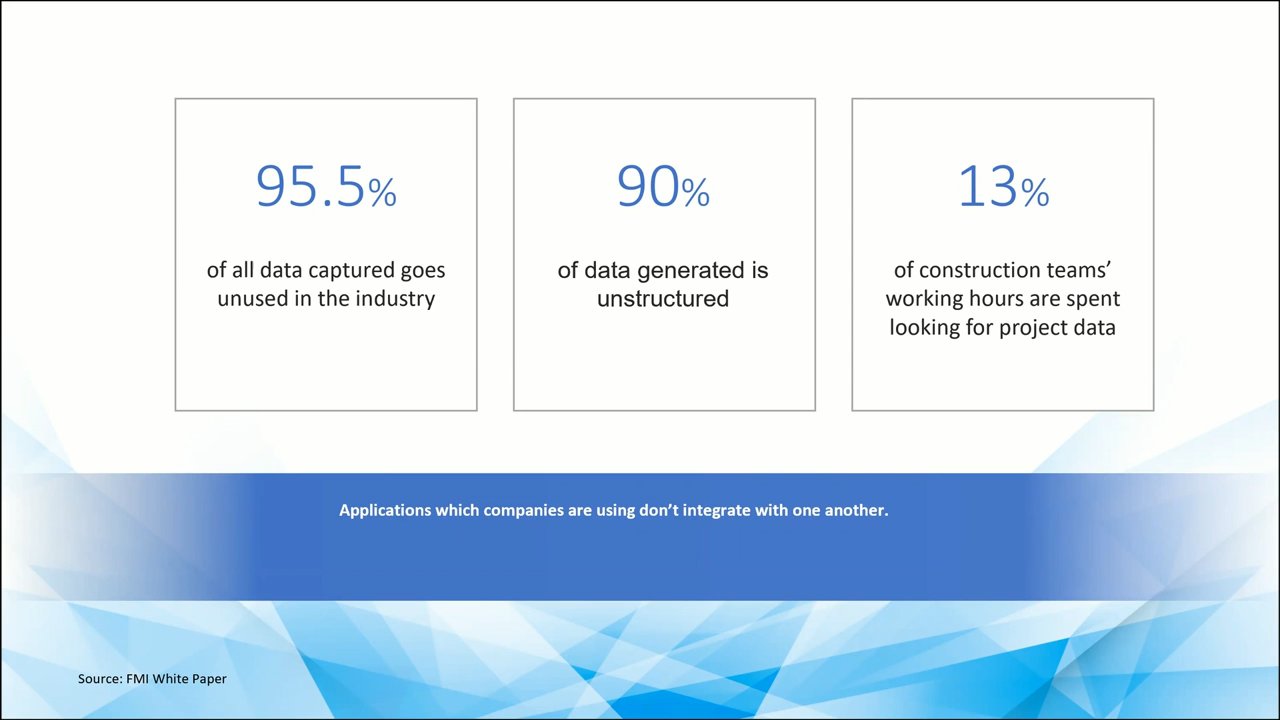 95.5%
of all data captured goes
unused in the industry
90%
of data generated is
unstructured
13%
of construction teams’
working hours are spent
looking for project data
Applications which companies are using don’t integrate with one another.
Source: FMI White Paper